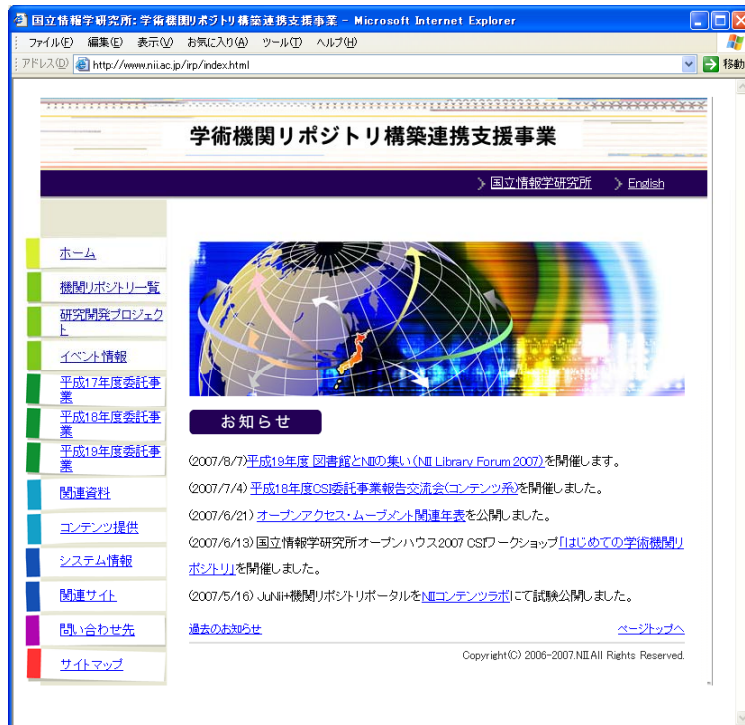 国立情報学研究所: 学術機関リポジトリ構築連携支援事業 - Microsoft Internet Explorer
ファイル(F) 編集(E) 表示(V) お気に入り(A) ツール(T) ヘルプ(H)
アドレス(D) http://www.nii.ac.jp/irp/index.html 移動
学術機関リポジトリ構築連携支援事業
国立情報学研究所 English
ホーム
機関リポジトリ一覧
研究開発プロジェク
ト
イベント情報
平成17年度委託事
業
平成18年度委託事
業
平成19年度委託事
業
関連資料
コンテンツ提供
システム情報
関連サイト
問い合わせ先
サイトマップ
お知らせ
(2007/8/7)平成19年度 図書館とNIIの集い(NII Library Forum 2007)を開催します。
(2007/7/4) 平成18年度CSI委託事業報告交流会(コンテンツ系)を開催しました。
(2007/6/21) オープンアクセス・ムーブメント関連年表を公開しました。
(2007/6/13) 国立情報学研究所オープンハウス2007 CSIワークショップ「はじめての学術機関リ
ポジトリ」を開催しました。
(2007/5/16) JuNii+機関リポジトリポータルをNIIコンテンツラボにて試験公開しました。
過去のお知らせ ページトップへ
Copyright(C) 2006-2007.NII.All Rights Reserved.